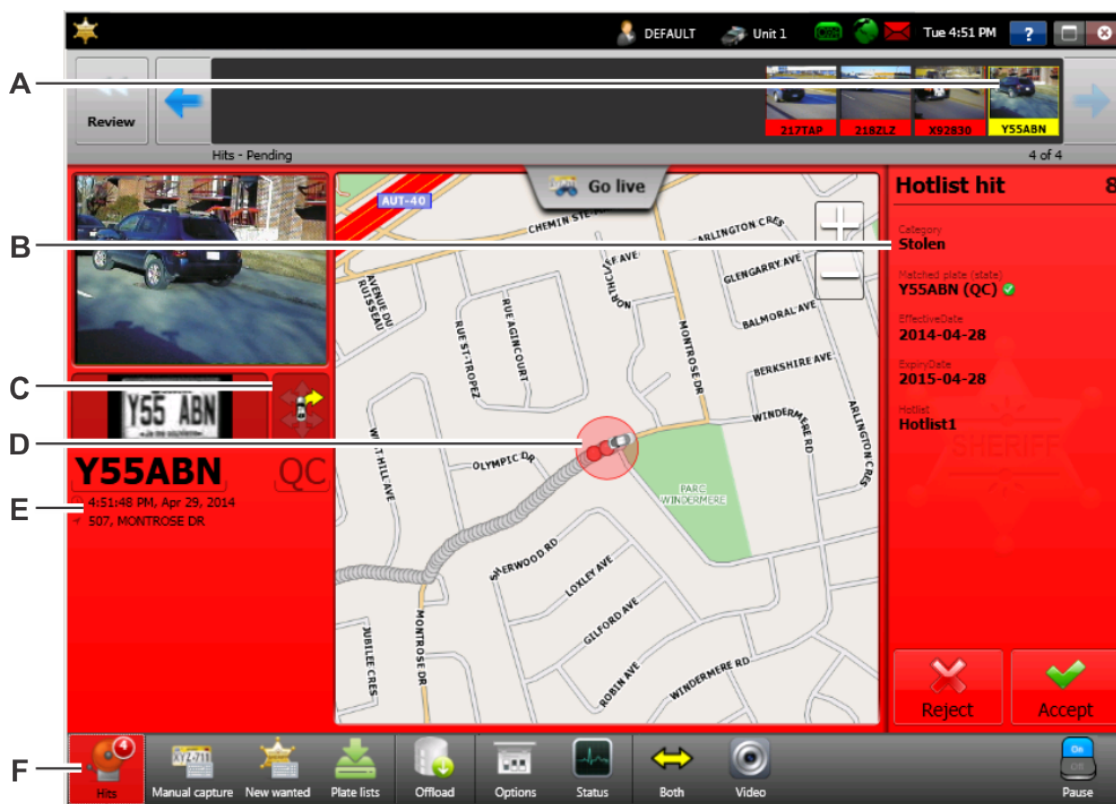 DEFAULT
Unit 1
Tue 4:51 PM
?
A
Review
217TAP
218ZLZ
X92830
Y55ABN
Hits - Pending
4 of 4
Go live
Hotlist hit
8
AUT-40
CHEMIN STE
ARLINGTON CRES
B
Category
Stolen
Matched plate (state)
Y55ABN (QC)
EffectiveDate
2014-04-28
ExpiryDate
2015-04-28
Hotlist
Hotlist1
SHERIFF
AVENUE DU RUISSEAU
RUE ST-TROPEZ
RUE AGINCOURT
GLENGARRY AVE
BALMORAL AVE
MONTROSE DR
BERKSHIRE AVE
WINDERMERE
ARLINGTON CRES
C
Y55 ABN
D
OLYMPIC DR
PARC WINDERMERE
Y55ABN
QC
E
4:51:48 PM, Apr 29, 2014
507, MONTROSE DR
SHERWOOD RD
LOXLEY AVE
GILFORD AVE
ROBIN AVE
WINDERMERE RD
JUBILEE CRES
MONTROSE DR
Reject
Accept
F
4
Hits
XYZ-711
Manual capture
New wanted
Plate lists
Offload
Options
Status
Both
Video
On
Off
Pause